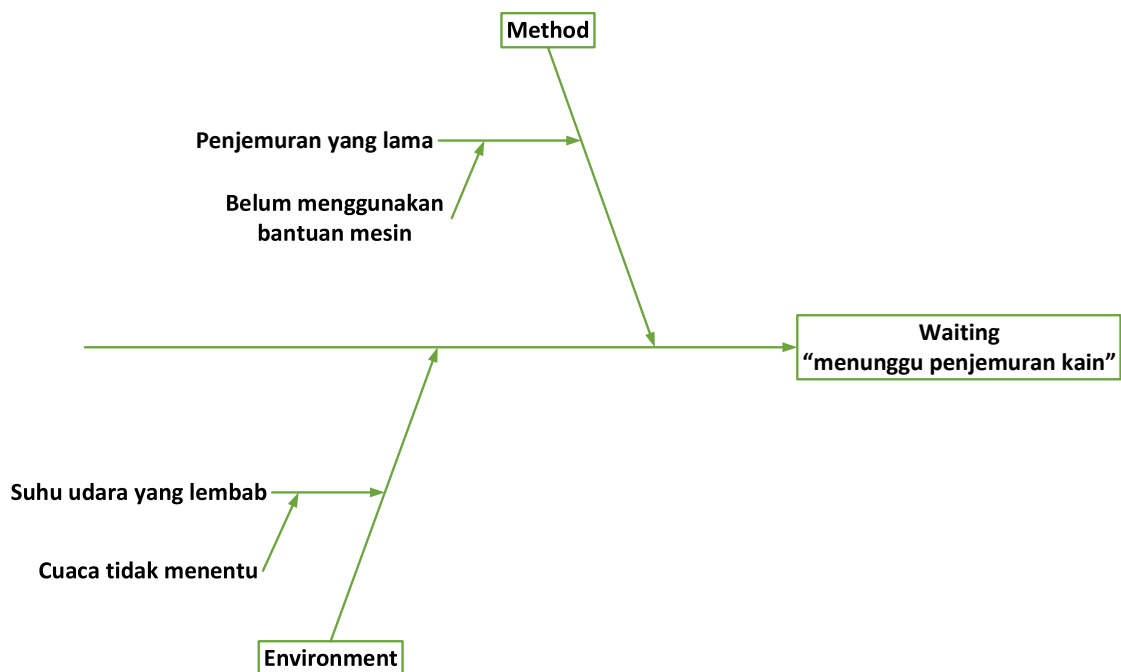 Method
Penjemuran yang lama
Belum menggunakan
bantuan mesin
Waiting
“menunggu penjemuran kain”
Suhu udara yang lembab
Cuaca tidak menentu
Environment